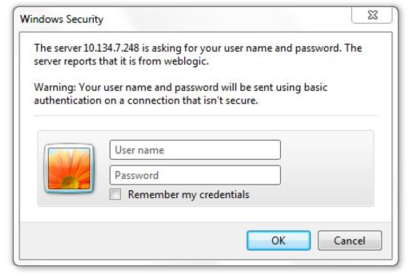 Windows Security
The server 10.134.7.248 is asking for your user name and password. The
server reports that it is from weblogic.
Warning: Your user name and password will be sent using basic
authentication on a connection that isn't secure.
User name
Password
Remember my credentials
OK
Cancel